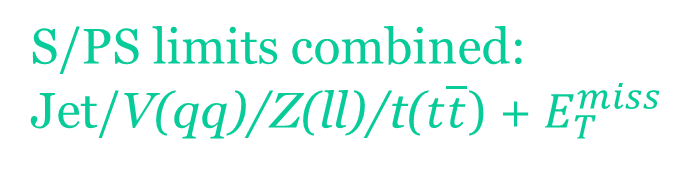 S/PS limits combined:
Jet/V(qq)/Z(ll)/t(tt̅) + E_T^miss